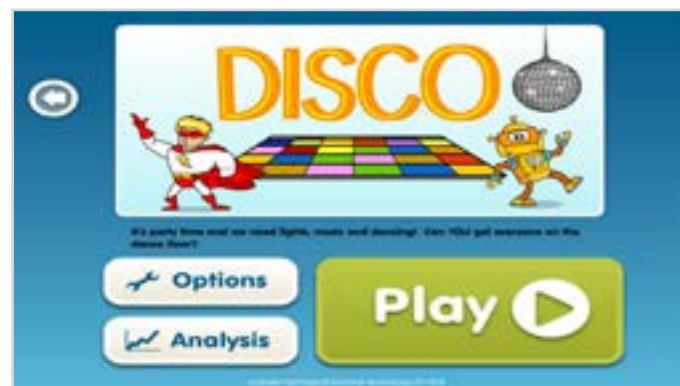 DISCO
It's party time and we need lights, music and dancing! Can YOU get everyone on the
dance floor?
Options
Play
Analysis